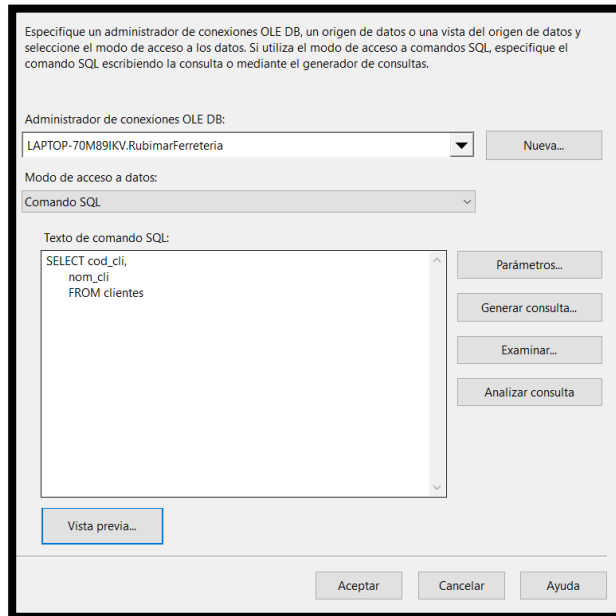 Especifique un administrador de conexiones OLE DB, un origen de datos o una vista del origen de datos y
seleccione el modo de acceso a los datos. Si utiliza el modo de acceso a comandos SQL, especifique el
comando SQL escribiendo la consulta o mediante el generador de consultas.
Administrador de conexiones OLE DB:
LAPTOP-70M89IKV.RubimarFerreteria
Nueva...
Modo de acceso a datos:
Comando SQL
Texto de comando SQL:
SELECT cod_cli,
nom_cli
FROM clientes
Parámetros...
Generar consulta...
Examinar...
Analizar consulta
Vista previa...
Aceptar
Cancelar
Ayuda